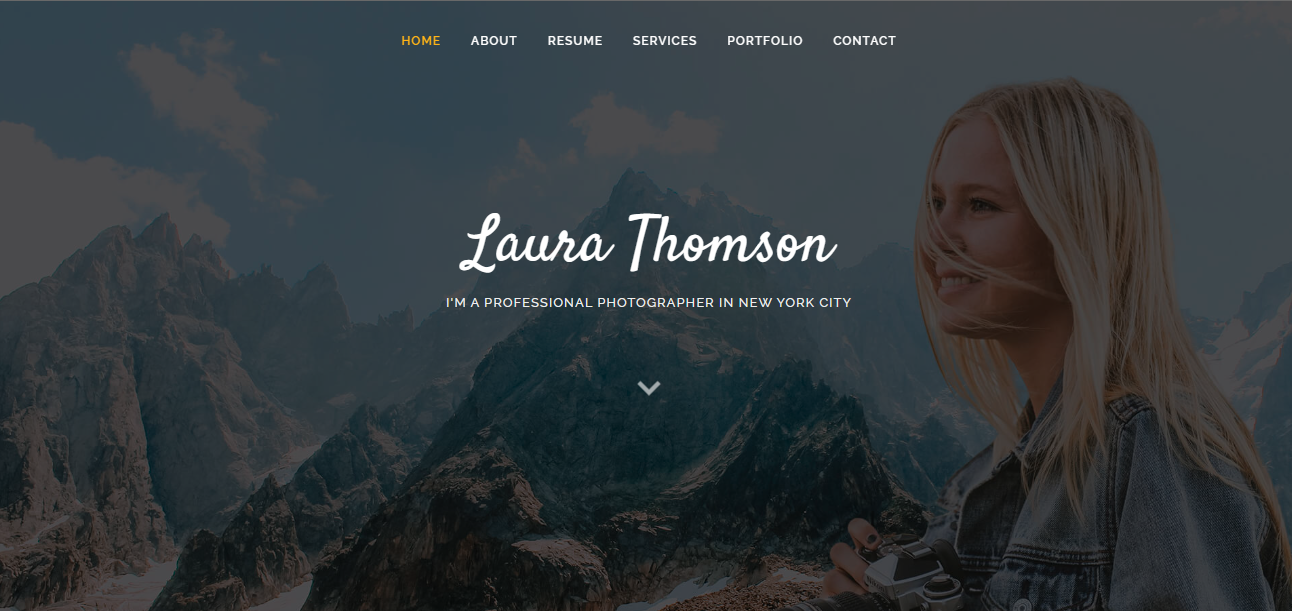 HOME ABOUT RESUME SERVICES PORTFOLIO CONTACT
Laura Thomson
I'M A PROFESSIONAL PHOTOGRAPHER IN NEW YORK CITY